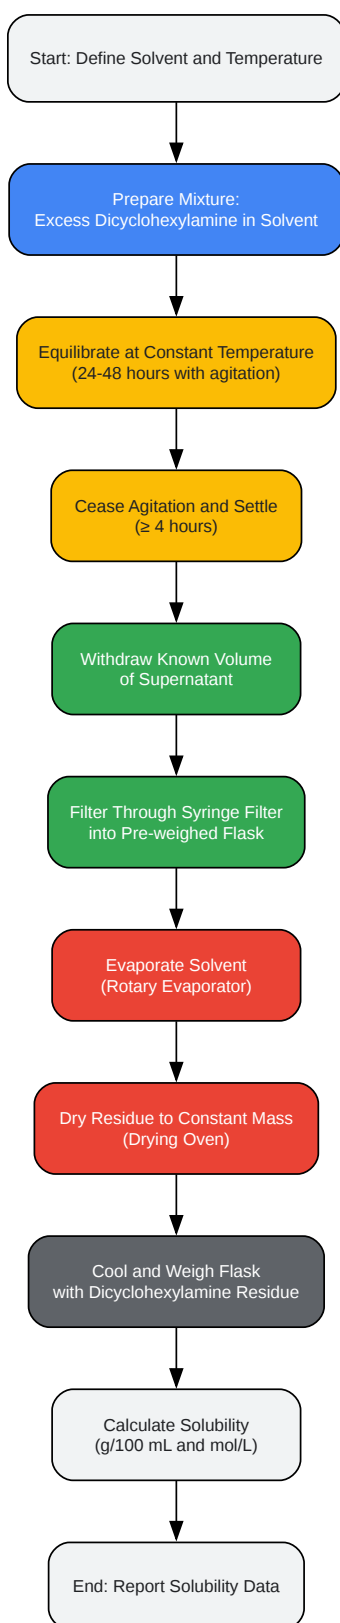 Start: Define Solvent and Temperature
Prepare Mixture:
Excess Dicyclohexylamine in Solvent
Equilibrate at Constant Temperature
(24-48 hours with agitation)
Cease Agitation and Settle
(≥ 4 hours)
Withdraw Known Volume
of Supernatant
Filter Through Syringe Filter
into Pre-weighed Flask
Evaporate Solvent
(Rotary Evaporator)
Dry Residue to Constant Mass
(Drying Oven)
Cool and Weigh Flask
with Dicyclohexylamine Residue
Calculate Solubility
(g/100 mL and mol/L)
End: Report Solubility Data